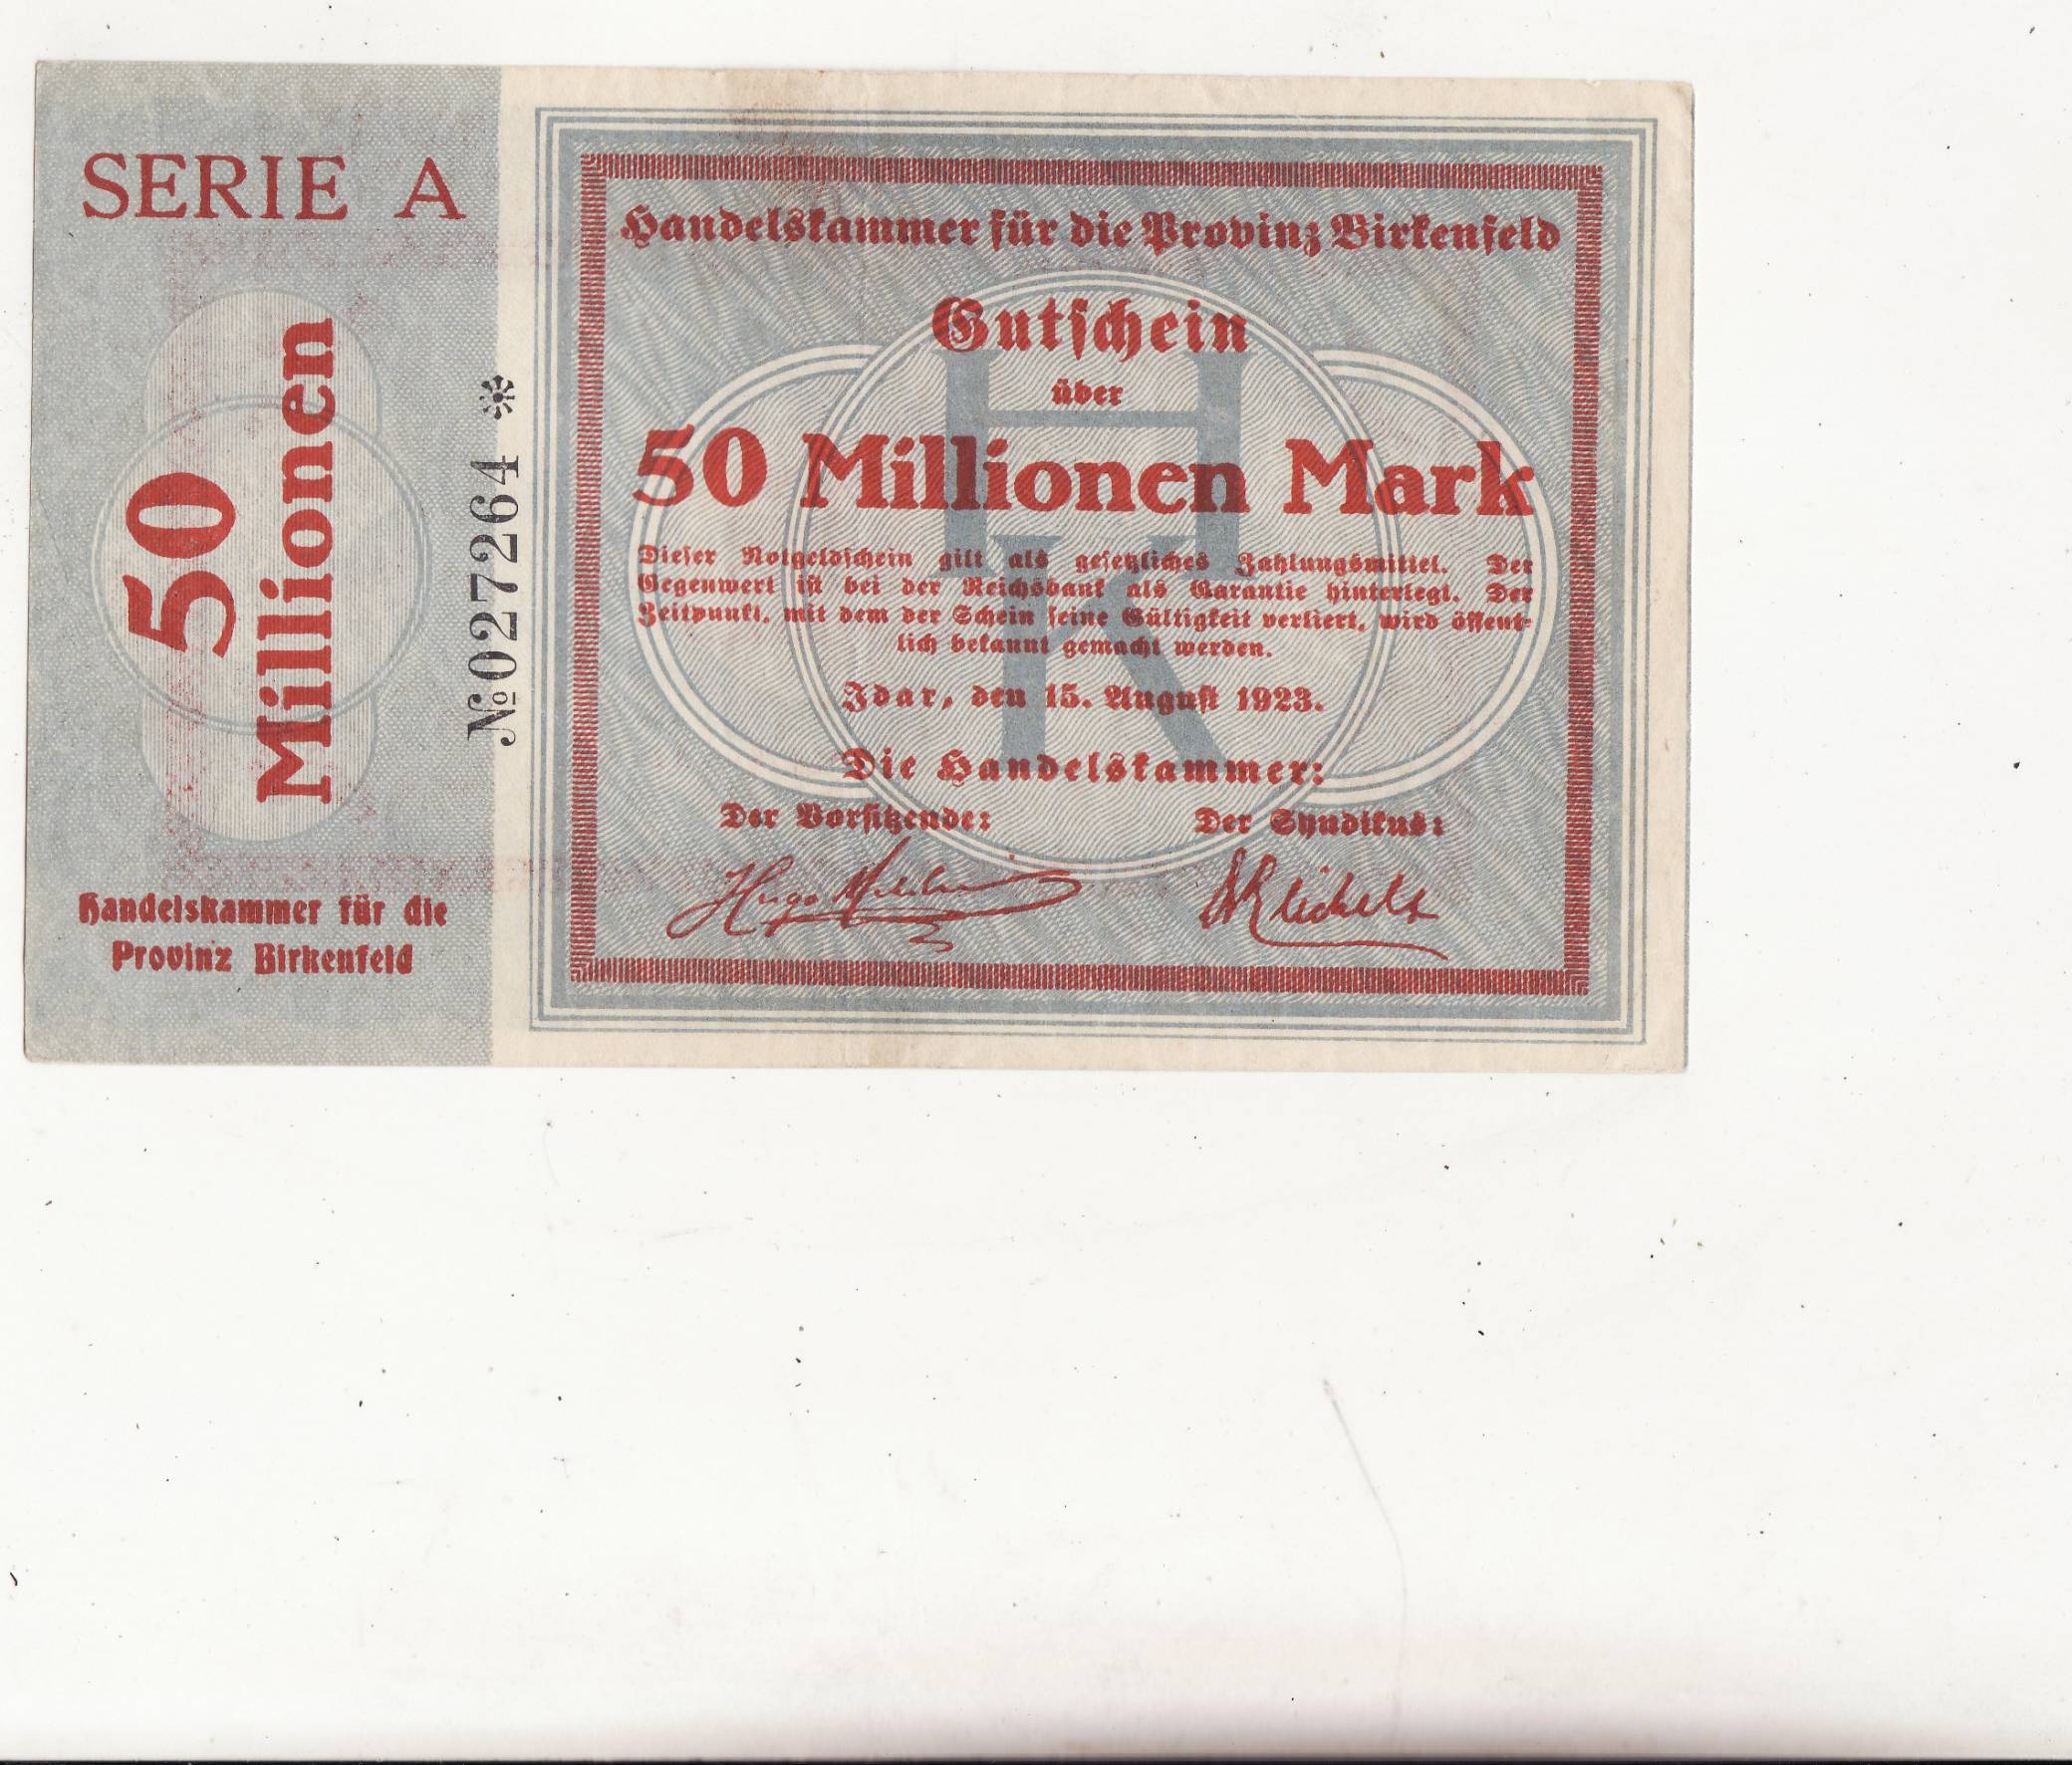 SERIE A
50
Millionen
Handelskammer für die
Provinz Birkenfeld
№027264 *
Handelskammer für die Provinz Birkenfeld
Gutschein
über
50 Millionen Mark
Dieser Notgeldschein gilt als gesetzliches Zahlungsmittel. Der
Gegenwert ist bei der Reichsbank als Garantie hinterlegt. Der
Zeitpunkt, mit dem der Schein seine Gültigkeit verliert, wird öffent-
lich bekannt gemacht werden.
Idar, den 15. August 1923.
Die Handelskammer:
Der Vorsitzende: Der Syndikus:
Hugo
H
K